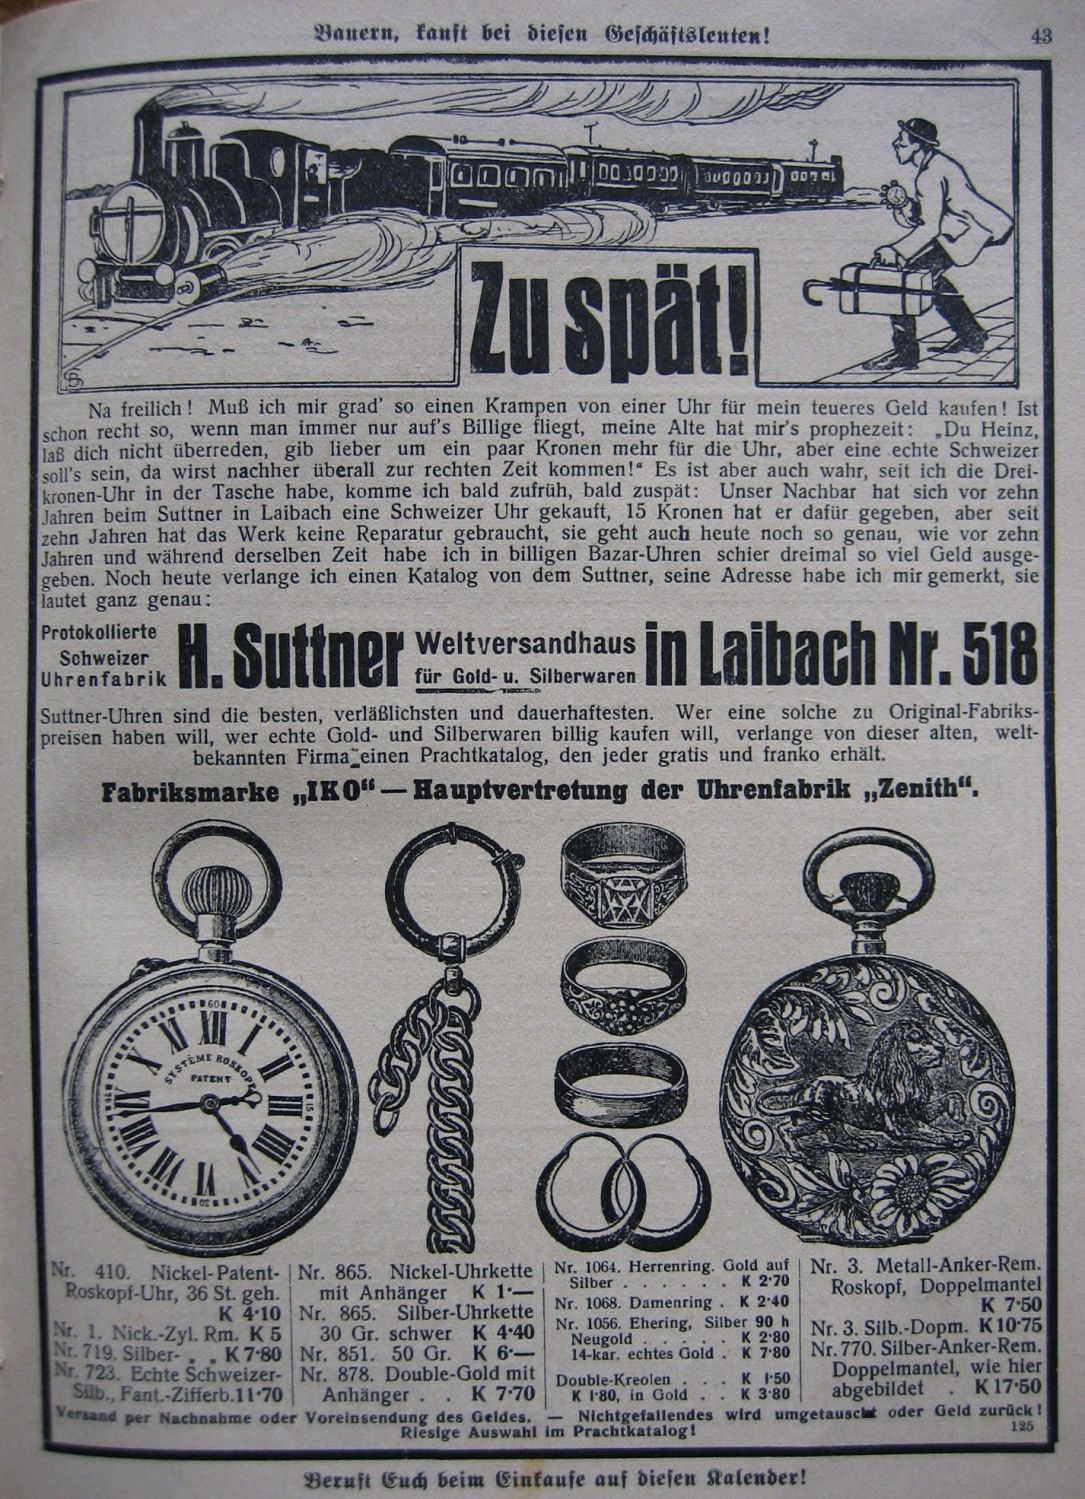 Bauern, kauft bei diesen Geschäftsleuten!
43
Zu spät!
Na freilich! Muß ich mir grad' so einen Krampen von einer Uhr für mein teueres Geld kaufen! Ist
schon recht so, wenn man immer nur auf's Billige fliegt, meine Alte hat mir's prophezeit: „Du Heinz,
laß dich nicht überreden, gib lieber um ein paar Kronen mehr für die Uhr, aber eine echte Schweizer
soll's sein, da wirst nachher überall zur rechten Zeit kommen!“ Es ist aber auch wahr, seit ich die Drei-
kronen-Uhr in der Tasche habe, komme ich bald zufrüh, bald zuspät: Unser Nachbar hat sich vor zehn
Jahren beim Suttner in Laibach eine Schweizer Uhr gekauft, 15 Kronen hat er dafür gegeben, aber seit
zehn Jahren hat das Werk keine Reparatur gebraucht, sie geht auch heute noch so genau, wie vor zehn
Jahren und während derselben Zeit habe ich in billigen Bazar-Uhren schier dreimal so viel Geld ausge-
geben. Noch heute verlange ich einen Katalog von dem Suttner, seine Adresse habe ich mir gemerkt, sie
lautet ganz genau:
Protokollierte
Schweizer
Uhrenfabrik
H. Suttner
Weltversandhaus
für Gold- u. Silberwaren
in Laibach Nr. 518
Suttner-Uhren sind die besten, verläßlichsten und dauerhaftesten. Wer eine solche zu Original-Fabriks-
preisen haben will, wer echte Gold- und Silberwaren billig kaufen will, verlange von dieser alten, welt-
bekannten Firma einen Prachtkatalog, den jeder gratis und franko erhält.
Fabriksmarke „IKO“ — Hauptvertretung der Uhrenfabrik „Zenith“.
60
SYSTÈME ROSKOPF
PATENT
15
45
XII I II III IIII V VI VII VIII IX X XI
Nr. 410. Nickel-Patent-
Roskopf-Uhr, 36 St. geh.
K 4·10
Nr. 1. Nick.-Zyl. Rm. K 5
Nr. 719. Silber- „ „ K 7·80
Nr. 723. Echte Schweizer-
Silb., Fant.-Zifferb. 11·70
Nr. 865. Nickel-Uhrkette
mit Anhänger K 1·—
Nr. 865. Silber-Uhrkette
30 Gr. schwer K 4·40
Nr. 851. 50 Gr. K 6·—
Nr. 878. Double-Gold mit
Anhänger . . K 7·70
Nr. 1064. Herrenring. Gold auf
Silber . . . . . . K 2·70
Nr. 1068. Damenring . K 2·40
Nr. 1056. Ehering, Silber 90 h
Neugold . . . . . K 2·80
14-kar. echtes Gold . K 7·80
Double-Kreolen . . . K 1·50
K 1·80, in Gold . . K 3·80
Nr. 3. Metall-Anker-Rem.
Roskopf, Doppelmantel
K 7·50
Nr. 3. Silb.-Dopm. K 10·75
Nr. 770. Silber-Anker-Rem.
Doppelmantel, wie hier
abgebildet . K 17·50
Versand per Nachnahme oder Voreinsendung des Geldes. — Nichtgefallendes wird umgetauscht oder Geld zurück!
Riesige Auswahl im Prachtkatalog!
125
Beruft Euch beim Einkaufe auf diesen Kalender!